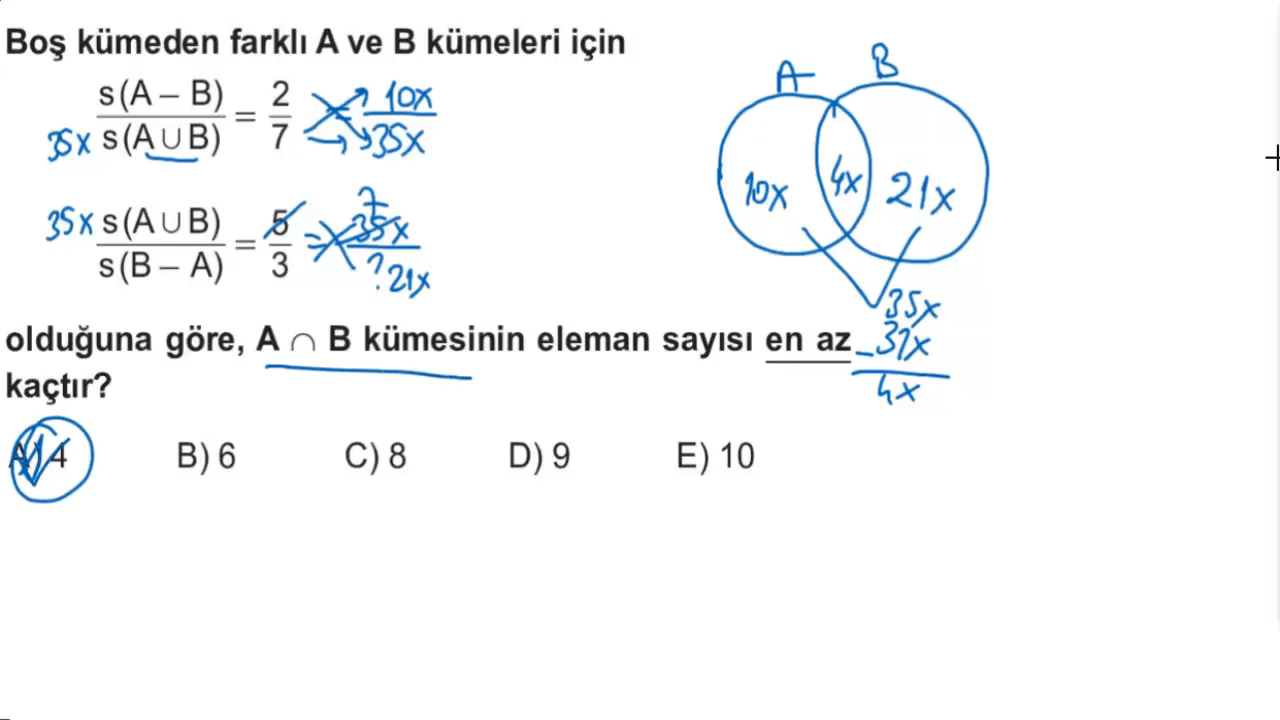 Boş kümeden farklı A ve B kümeleri için
s(A – B) / s(A ∪ B) = 2/7 10x/35x
35x
s(A ∪ B) / s(B – A) = 5/3 = 35x/? 7 21x
35x
A B
10x 4x 21x
olduğuna göre, A ∩ B kümesinin eleman sayısı en az
kaçtır?
35x
– 31x
4x
A) 4 B) 6 C) 8 D) 9 E) 10